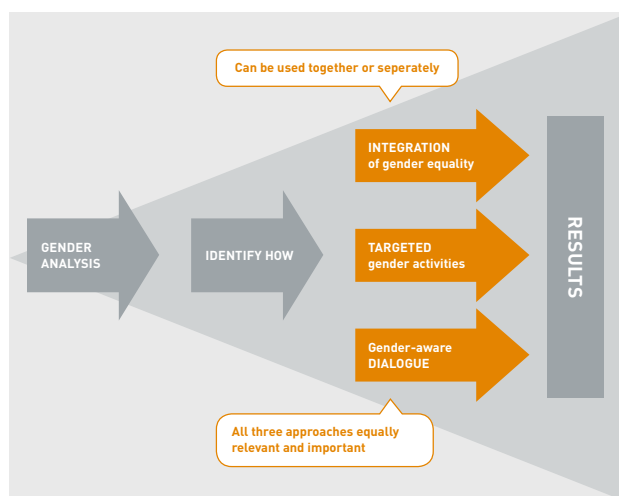 Can be used together or seperately
INTEGRATION
of gender equality
GENDER
ANALYSIS
IDENTIFY HOW
TARGETED
gender activities
Gender-aware
DIALOGUE
RESULTS
All three approaches equally
relevant and important